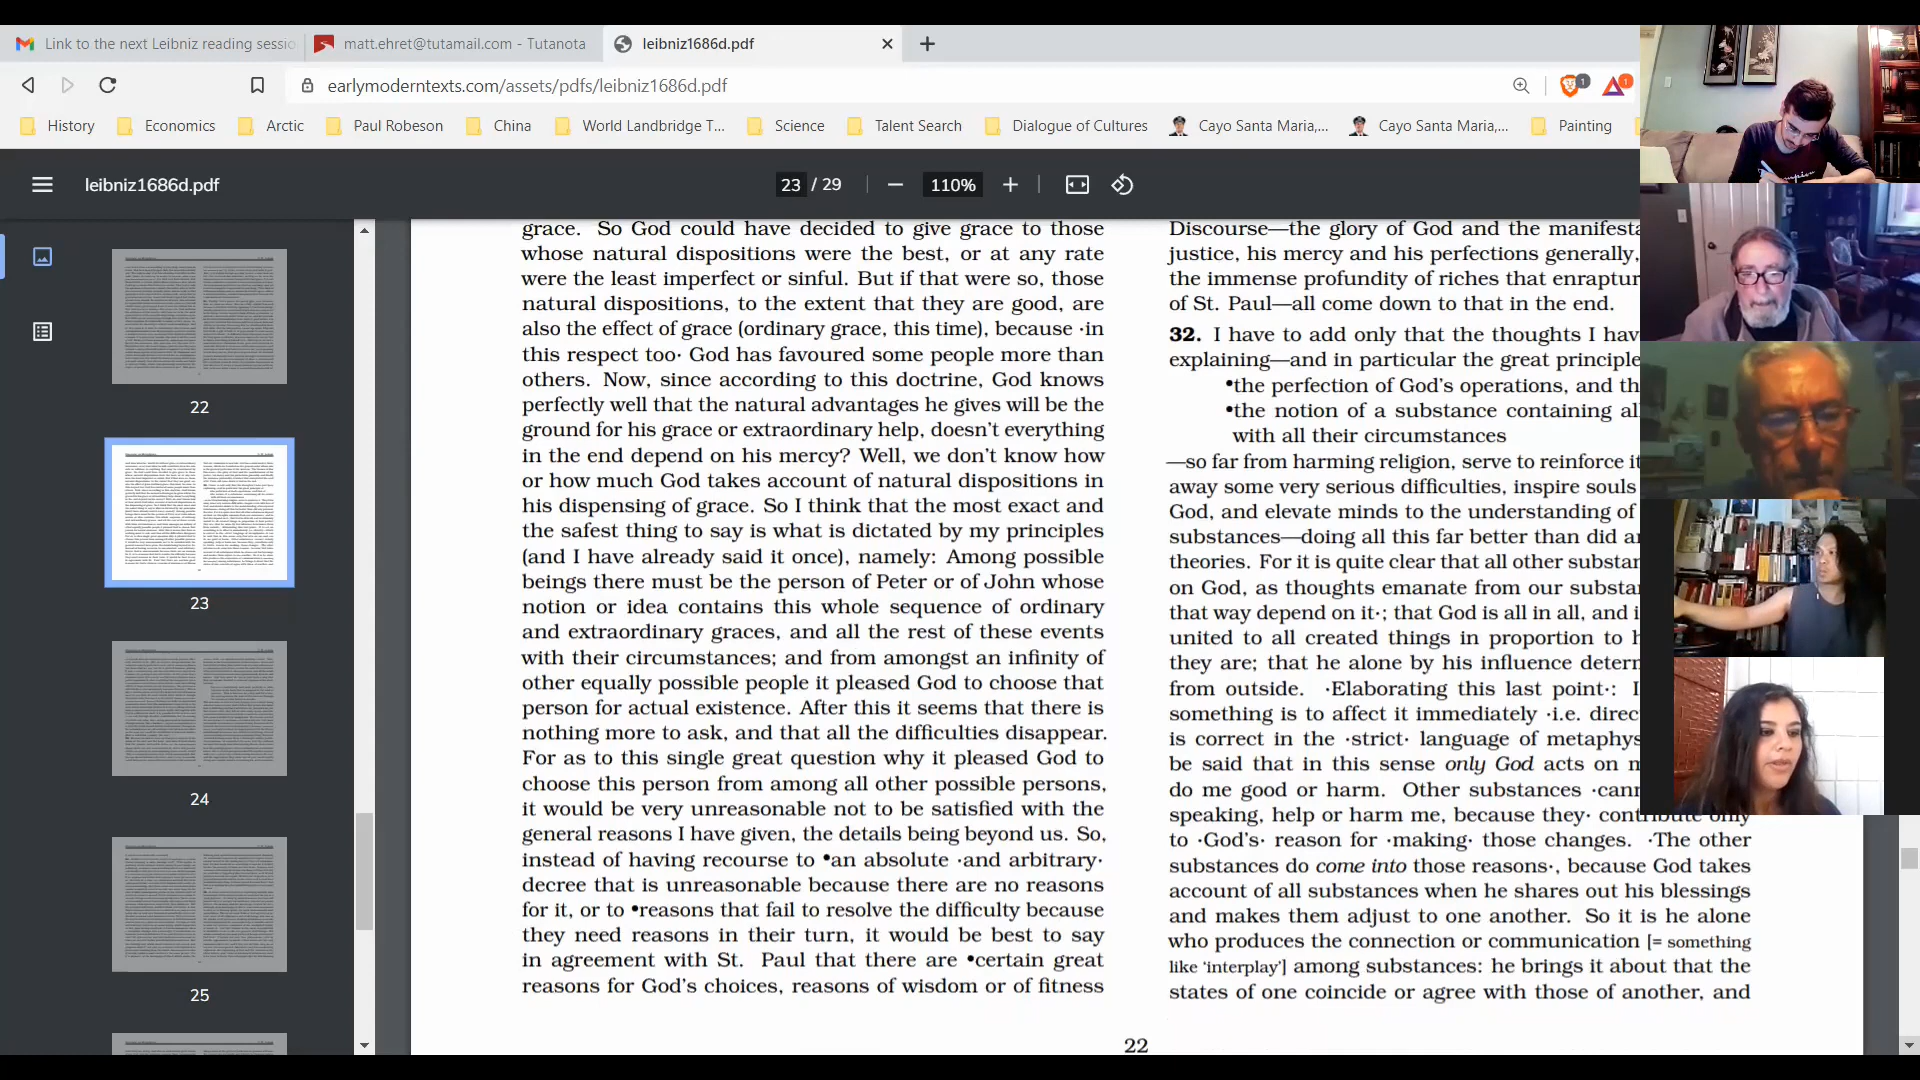 Link to the next Leibniz reading sessio
matt.ehret@tutamail.com - Tutanota
leibniz1686d.pdf
earlymoderntexts.com/assets/pdfs/leibniz1686d.pdf
1
1
History
Economics
Arctic
Paul Robeson
China
World Landbridge T...
Science
Talent Search
Dialogue of Cultures
Cayo Santa Maria,...
Cayo Santa Maria,...
Painting
leibniz1686d.pdf
23 / 29
110%
22
23
24
25
grace. So God could have decided to give grace to those
whose natural dispositions were the best, or at any rate
were the least imperfect or sinful. But if that were so, those
natural dispositions, to the extent that they are good, are
also the effect of grace (ordinary grace, this time), because ·in
this respect too· God has favoured some people more than
others. Now, since according to this doctrine, God knows
perfectly well that the natural advantages he gives will be the
ground for his grace or extraordinary help, doesn't everything
in the end depend on his mercy? Well, we don't know how
or how much God takes account of natural dispositions in
his dispensing of grace. So I think that the most exact and
the safest thing to say is what is dictated by my principles
(and I have already said it once), namely: Among possible
beings there must be the person of Peter or of John whose
notion or idea contains this whole sequence of ordinary
and extraordinary graces, and all the rest of these events
with their circumstances; and from amongst an infinity of
other equally possible people it pleased God to choose that
person for actual existence. After this it seems that there is
nothing more to ask, and that all the difficulties disappear.
For as to this single great question why it pleased God to
choose this person from among all other possible persons,
it would be very unreasonable not to be satisfied with the
general reasons I have given, the details being beyond us. So,
instead of having recourse to •an absolute ·and arbitrary·
decree that is unreasonable because there are no reasons
for it, or to •reasons that fail to resolve the difficulty because
they need reasons in their turn, it would be best to say
in agreement with St. Paul that there are •certain great
reasons for God's choices, reasons of wisdom or of fitness
Discourse—the glory of God and the manifesta
justice, his mercy and his perfections generally,
the immense profundity of riches that enraptur
of St. Paul—all come down to that in the end.
32. I have to add only that the thoughts I hav
explaining—and in particular the great principle
•the perfection of God's operations, and th
•the notion of a substance containing al
with all their circumstances
—so far from harming religion, serve to reinforce it
away some very serious difficulties, inspire souls
God, and elevate minds to the understanding of
substances—doing all this far better than did a
theories. For it is quite clear that all other substan
on God, as thoughts emanate from our substa
that way depend on it·; that God is all in all, and i
united to all created things in proportion to h
they are; that he alone by his influence determ
from outside. ·Elaborating this last point·: I
something is to affect it immediately ·i.e. direc
is correct in the ·strict· language of metaphys
be said that in this sense only God acts on m
do me good or harm. Other substances ·cann
speaking, help or harm me, because they· contribute only
to ·God's· reason for ·making· those changes. ·The other
substances do come into those reasons·, because God takes
account of all substances when he shares out his blessings
and makes them adjust to one another. So it is he alone
who produces the connection or communication [= something
like 'interplay'] among substances: he brings it about that the
states of one coincide or agree with those of another, and
22